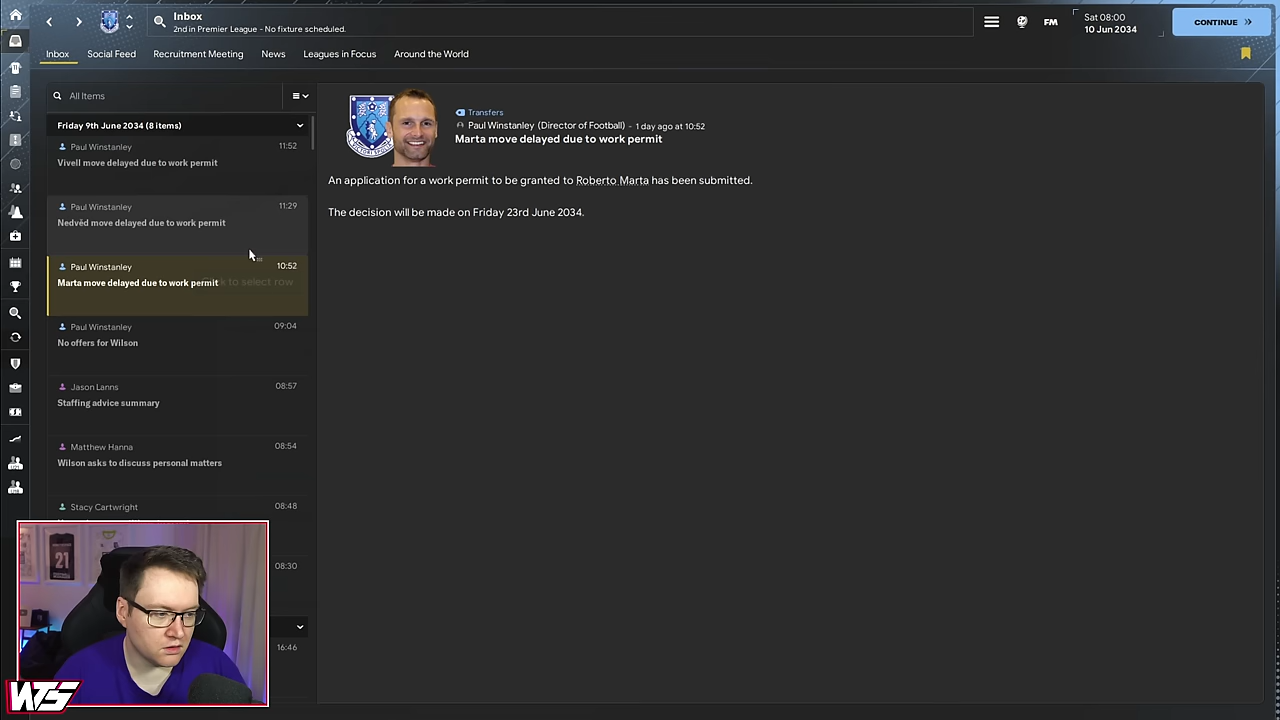 Inbox
2nd in Premier League - No fixture scheduled.
FM
Sat 08:00
10 Jun 2034
CONTINUE
Inbox
Social Feed
Recruitment Meeting
News
Leagues in Focus
Around the World
All Items
Friday 9th June 2034 (8 items)
Paul Winstanley 11:52
Vivell move delayed due to work permit
Paul Winstanley 11:29
Nedvěd move delayed due to work permit
Paul Winstanley 10:52
Marta move delayed due to work permit
to select row
Paul Winstanley 09:04
No offers for Wilson
Jason Lanns 08:57
Staffing advice summary
Matthew Hanna 08:54
Wilson asks to discuss personal matters
Stacy Cartwright 08:48
08:30
16:46
Transfers
Paul Winstanley (Director of Football) - 1 day ago at 10:52
Marta move delayed due to work permit
An application for a work permit to be granted to Roberto Marta has been submitted.
The decision will be made on Friday 23rd June 2034.
21
WTS